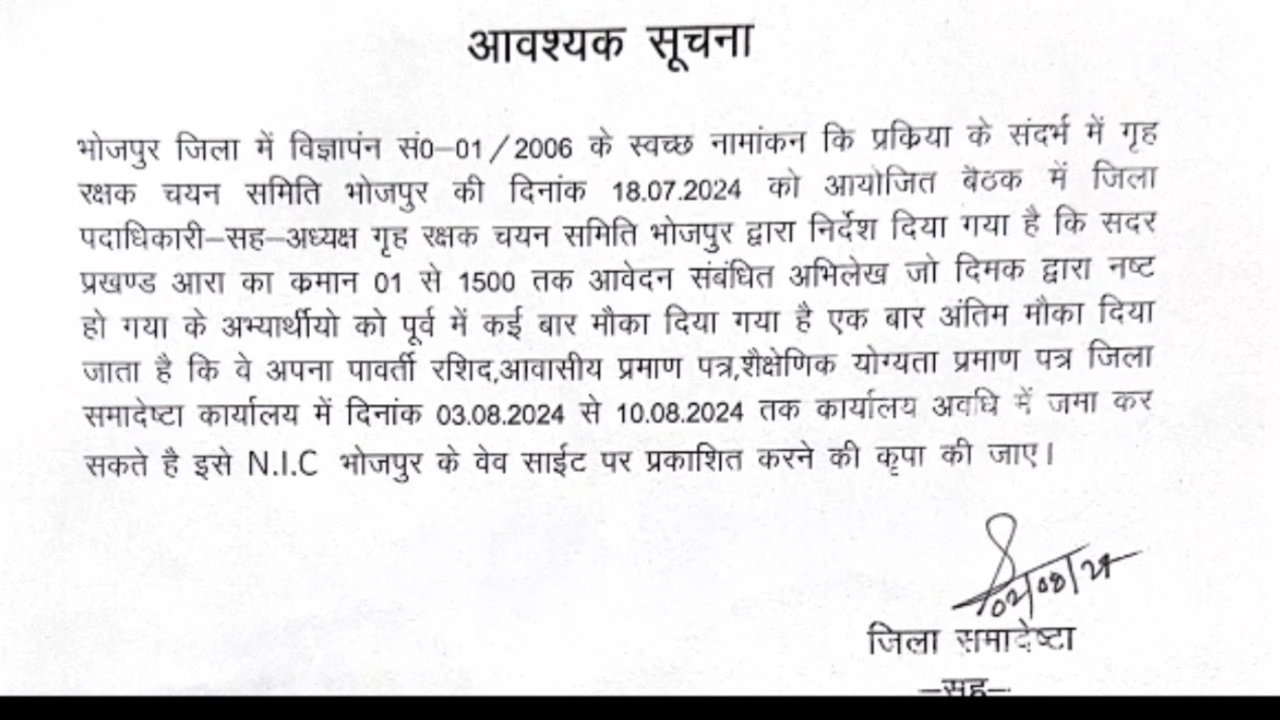 आवश्यक सूचना
भोजपुर जिला में विज्ञापंन सं0–01/2006 के स्वच्छ नामांकन कि प्रकिया के संदर्भ में गृह
रक्षक चयन समिति भोजपुर की दिनांक 18.07.2024 को आयोजित बैठक में जिला
पदाधिकारी–सह–अध्यक्ष गृह रक्षक चयन समिति भोजपुर द्वारा निर्देश दिया गया है कि सदर
प्रखण्ड आरा का कमान 01 से 1500 तक आवेदन संबंधित अभिलेख जो दिमक द्वारा नष्ट
हो गया के अभ्यार्थीयो को पूर्व में कई बार मौका दिया गया है एक बार अंतिम मौका दिया
जाता है कि वे अपना पावर्ती रशिद,आवासीय प्रमाण पत्र,शैक्षेणिक योग्यता प्रमाण पत्र जिला
समादेष्टा कार्यालय में दिनांक 03.08.2024 से 10.08.2024 तक कार्यालय अवधि में जमा कर
सकते है इसे N.I.C भोजपुर के वेव साईट पर प्रकाशित करने की कृपा की जाए।
02/08/24
जिला समादेष्टा
–सह–